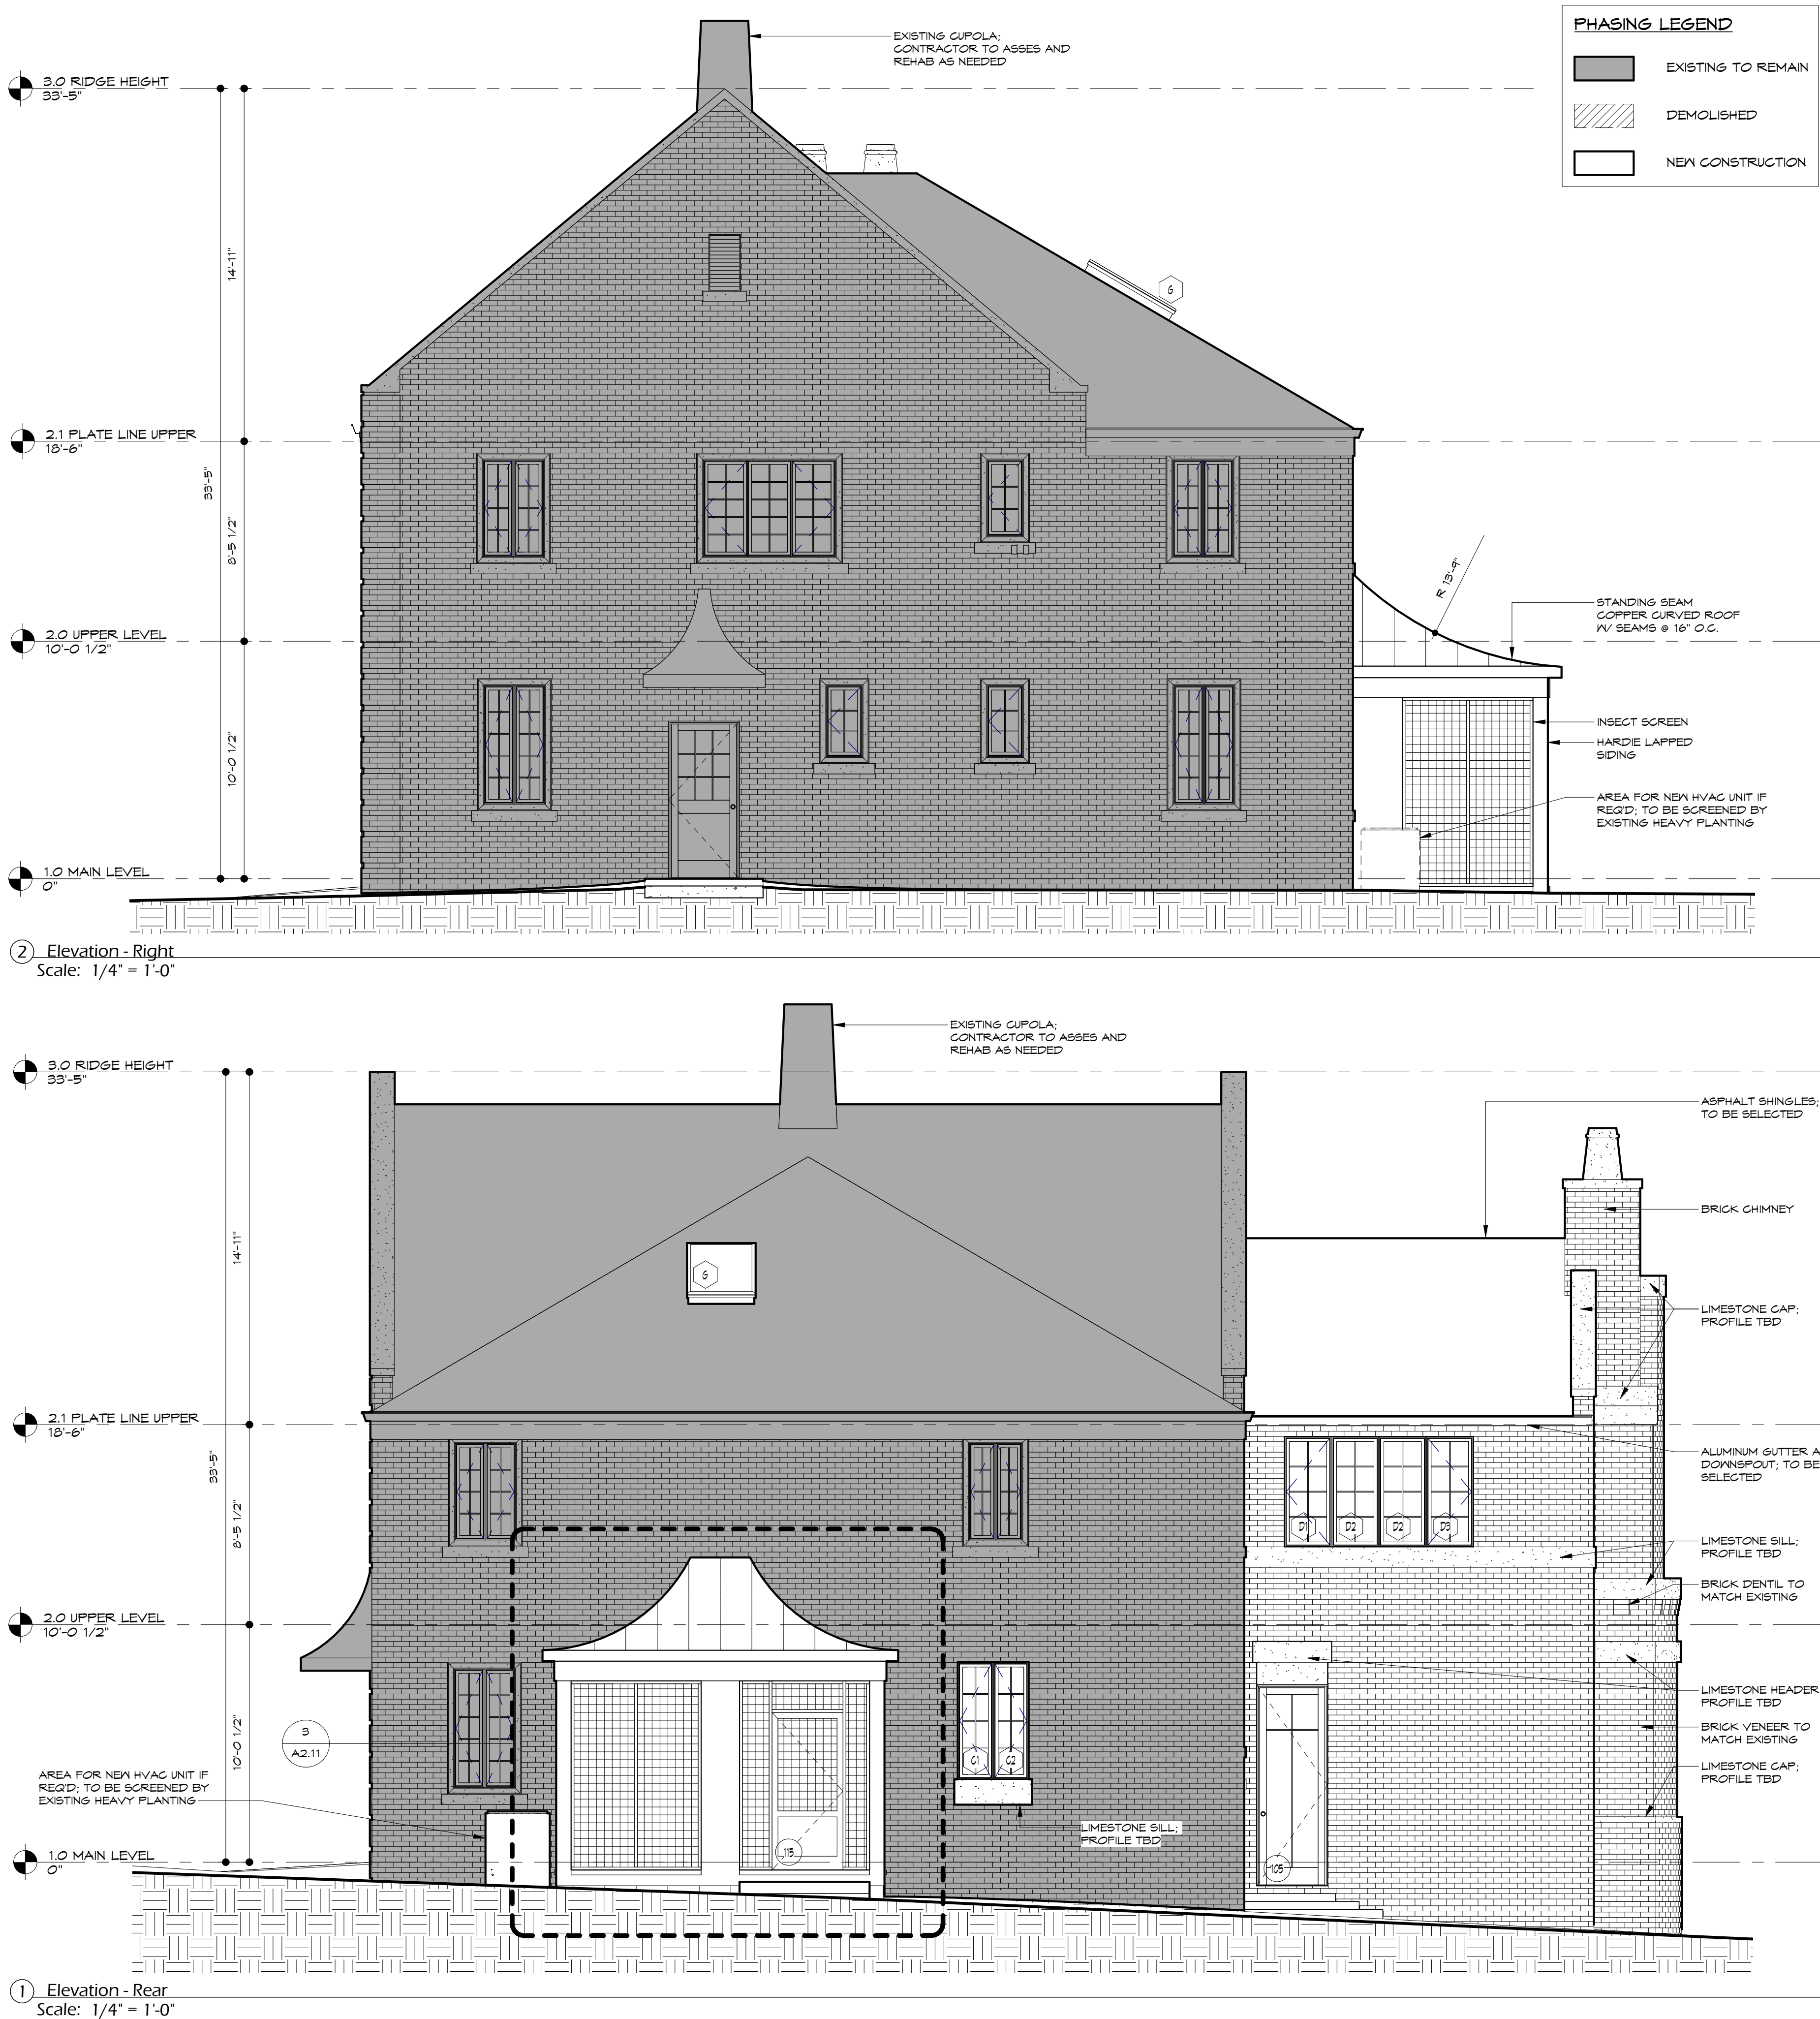 PHASING LEGEND
EXISTING TO REMAIN
DEMOLISHED
NEW CONSTRUCTION
EXISTING CUPOLA;
CONTRACTOR TO ASSES AND
REHAB AS NEEDED
3.0 RIDGE HEIGHT
33'-5"
14'-11"
G
2.1 PLATE LINE UPPER
18'-6"
33'-5"
8'-5 1/2"
R 13'-9"
STANDING SEAM
COPPER CURVED ROOF
W/ SEAMS @ 16" O.C.
2.0 UPPER LEVEL
10'-0 1/2"
INSECT SCREEN
HARDIE LAPPED
SIDING
10'-0 1/2"
AREA FOR NEW HVAC UNIT IF
REQ'D; TO BE SCREENED BY
EXISTING HEAVY PLANTING
1.0 MAIN LEVEL
0"
2 Elevation - Right
Scale: 1/4" = 1'-0"
EXISTING CUPOLA;
CONTRACTOR TO ASSES AND
REHAB AS NEEDED
3.0 RIDGE HEIGHT
33'-5"
ASPHALT SHINGLES;
TO BE SELECTED
BRICK CHIMNEY
14'-11"
G
LIMESTONE CAP;
PROFILE TBD
2.1 PLATE LINE UPPER
18'-6"
33'-5"
ALUMINUM GUTTER A
DOWNSPOUT; TO BE
SELECTED
8'-5 1/2"
D1 D2 D2 D3
LIMESTONE SILL;
PROFILE TBD
BRICK DENTIL TO
MATCH EXISTING
2.0 UPPER LEVEL
10'-0 1/2"
LIMESTONE HEADER
PROFILE TBD
BRICK VENEER TO
MATCH EXISTING
3
A2.11
10'-0 1/2"
C1 C2
LIMESTONE CAP;
PROFILE TBD
AREA FOR NEW HVAC UNIT IF
REQ'D; TO BE SCREENED BY
EXISTING HEAVY PLANTING
LIMESTONE SILL;
PROFILE TBD
115
105
1.0 MAIN LEVEL
0"
1 Elevation - Rear
Scale: 1/4" = 1'-0"